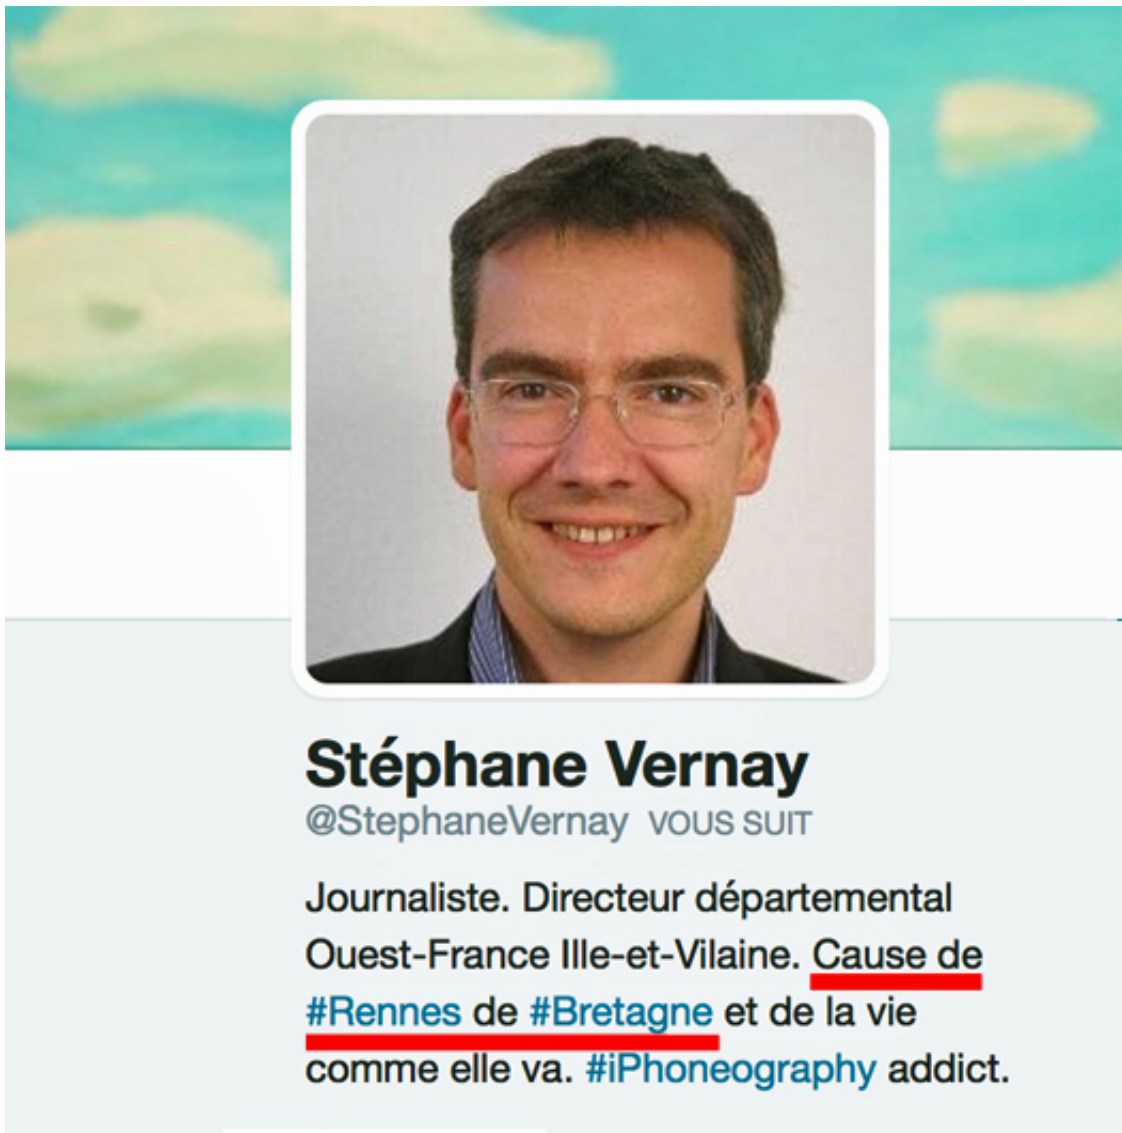 Stéphane Vernay
@StephaneVernay VOUS SUIT
Journaliste. Directeur départemental
Ouest-France Ille-et-Vilaine. Cause de
#Rennes de #Bretagne et de la vie
comme elle va. #iPhoneography addict.